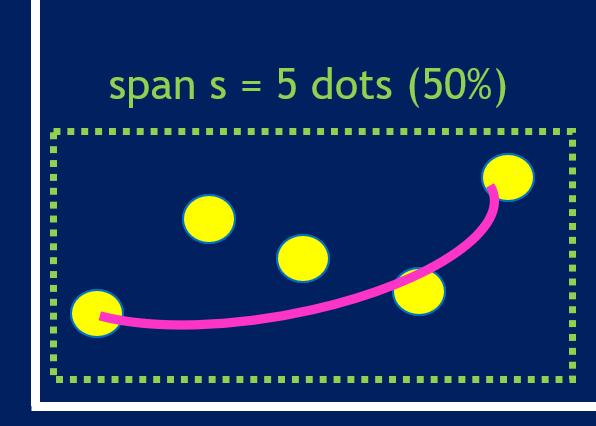 span s = 5 dots (50%)